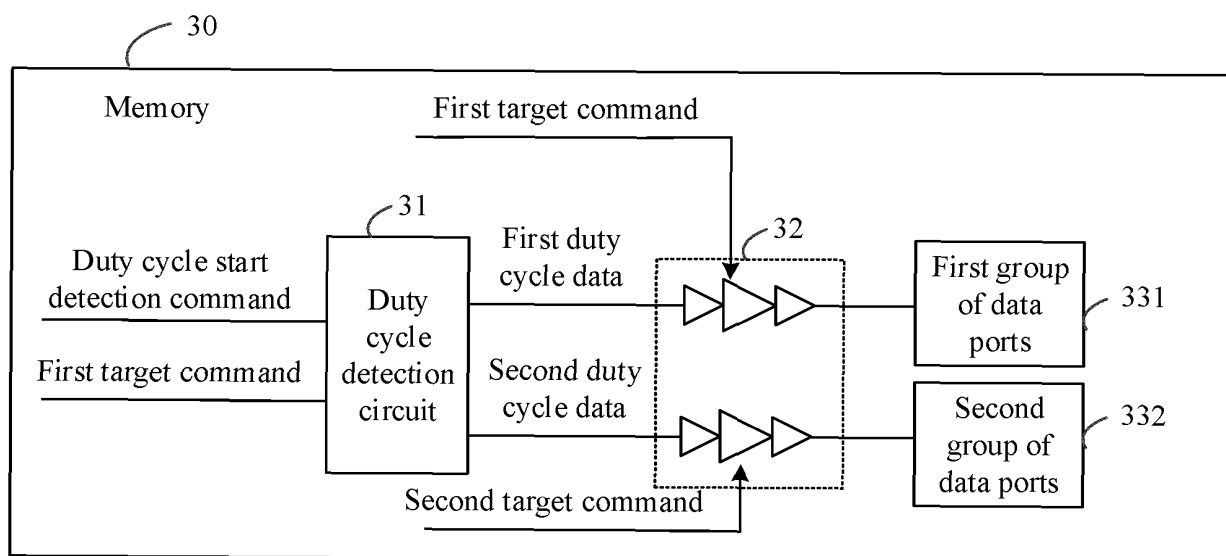 30
Memory
First target command
31
32
Duty cycle start
detection command
First target command
Duty
cycle
detection
circuit
First duty
cycle data
Second duty
cycle data
Second target command
First group
of data
ports
331
Second
group of
data ports
332